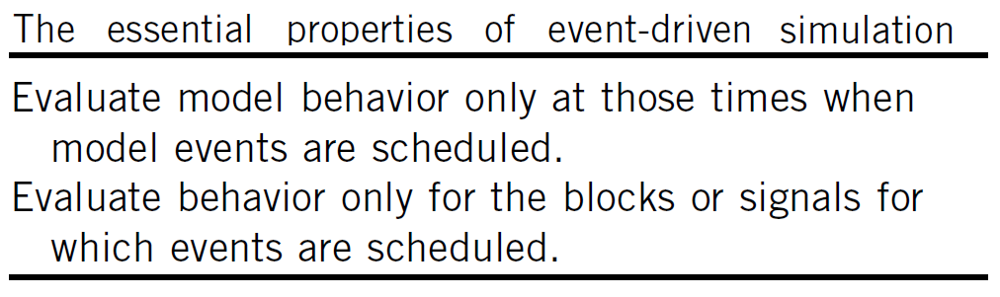 The essential properties of event-driven simulation
Evaluate model behavior only at those times when
model events are scheduled.
Evaluate behavior only for the blocks or signals for
which events are scheduled.